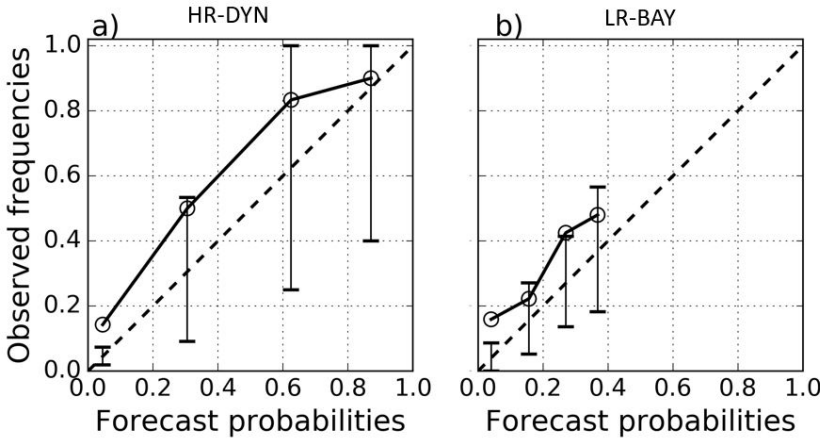 HR-DYN
LR-BAY
a)
b)
Observed frequencies
1.0
0.8
0.6
0.4
0.2
0.0
0.0 0.2 0.4 0.6 0.8 1.0
0.0 0.2 0.4 0.6 0.8 1.0
Forecast probabilities
Forecast probabilities